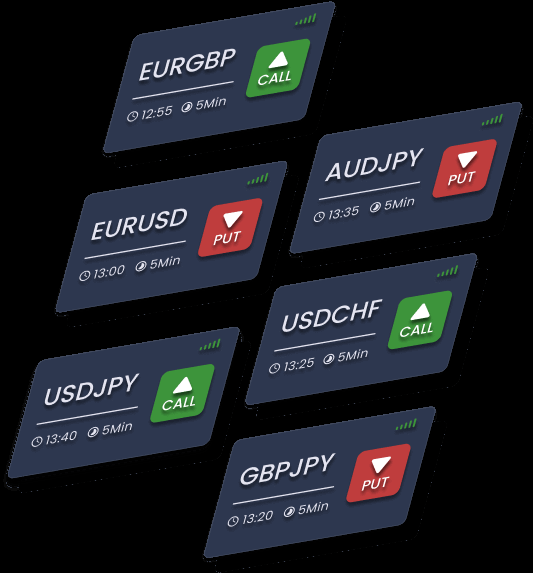 EURGBP
CALL
12:55 5Min
AUDJPY
PUT
13:35 5Min
EURUSD
PUT
13:00 5Min
USDCHF
CALL
13:25 5Min
USDJPY
CALL
13:40 5Min
GBPJPY
PUT
13:20 5Min